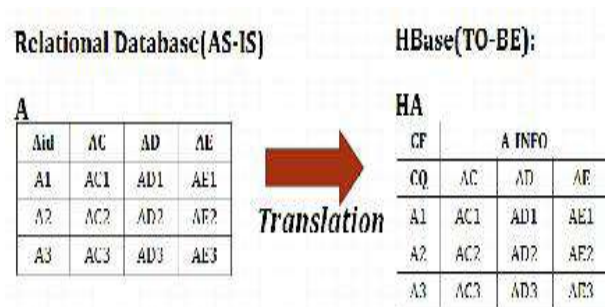 Relational Database(AS-IS)
HBase(TO-BE):
A
Aid AC AD AE
A1 AC1 AD1 AE1
A2 AC2 AD2 AE2
A3 AC3 AD3 AE3
Translation
HA
CF A INFO
CQ AC AD AE
A1 AC1 AD1 AE1
A2 AC2 AD2 AE2
A3 AC3 AD3 AE3